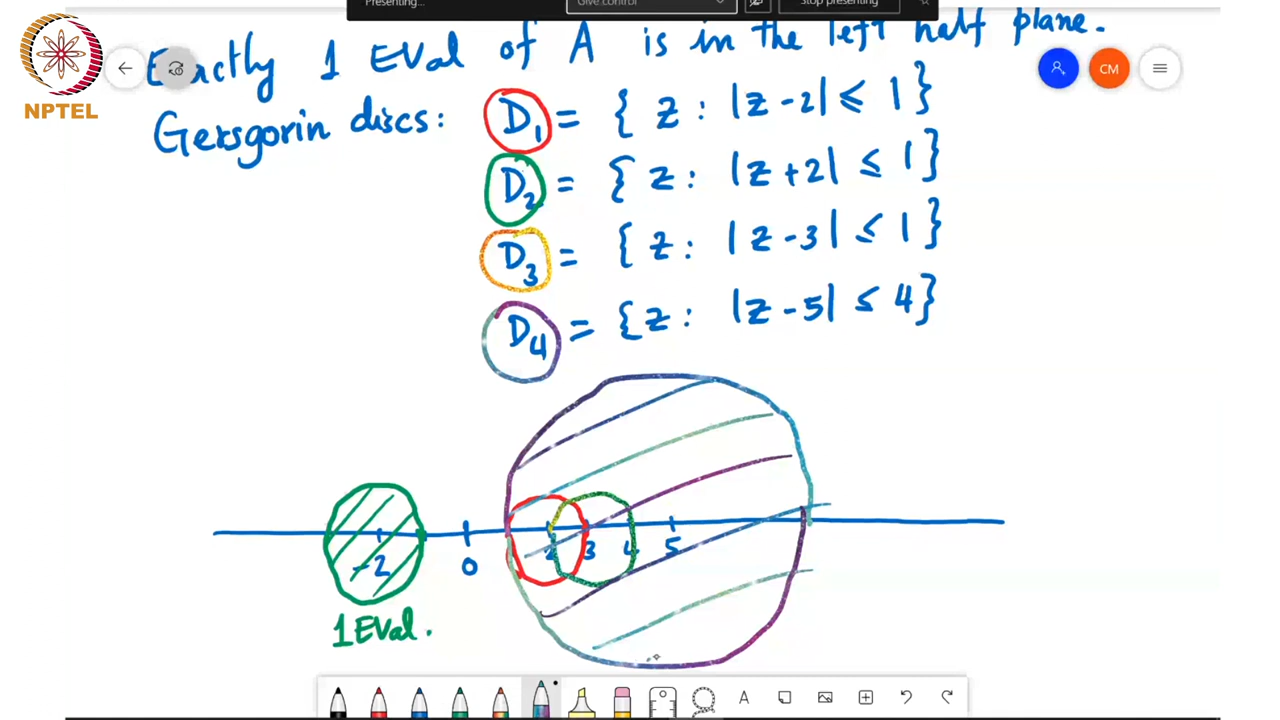 Presenting... Give control Stop presenting
Exactly 1 EVal of A is in the left half plane.
NPTEL
CM
Gersgorin discs: D1 = { z : |z - 2| ≤ 1}
D2 = { z : |z + 2| ≤ 1}
D3 = { z : |z - 3| ≤ 1}
D4 = {z : |z - 5| ≤ 4}
-2 0 2 3 4 5
1 EVal.
A